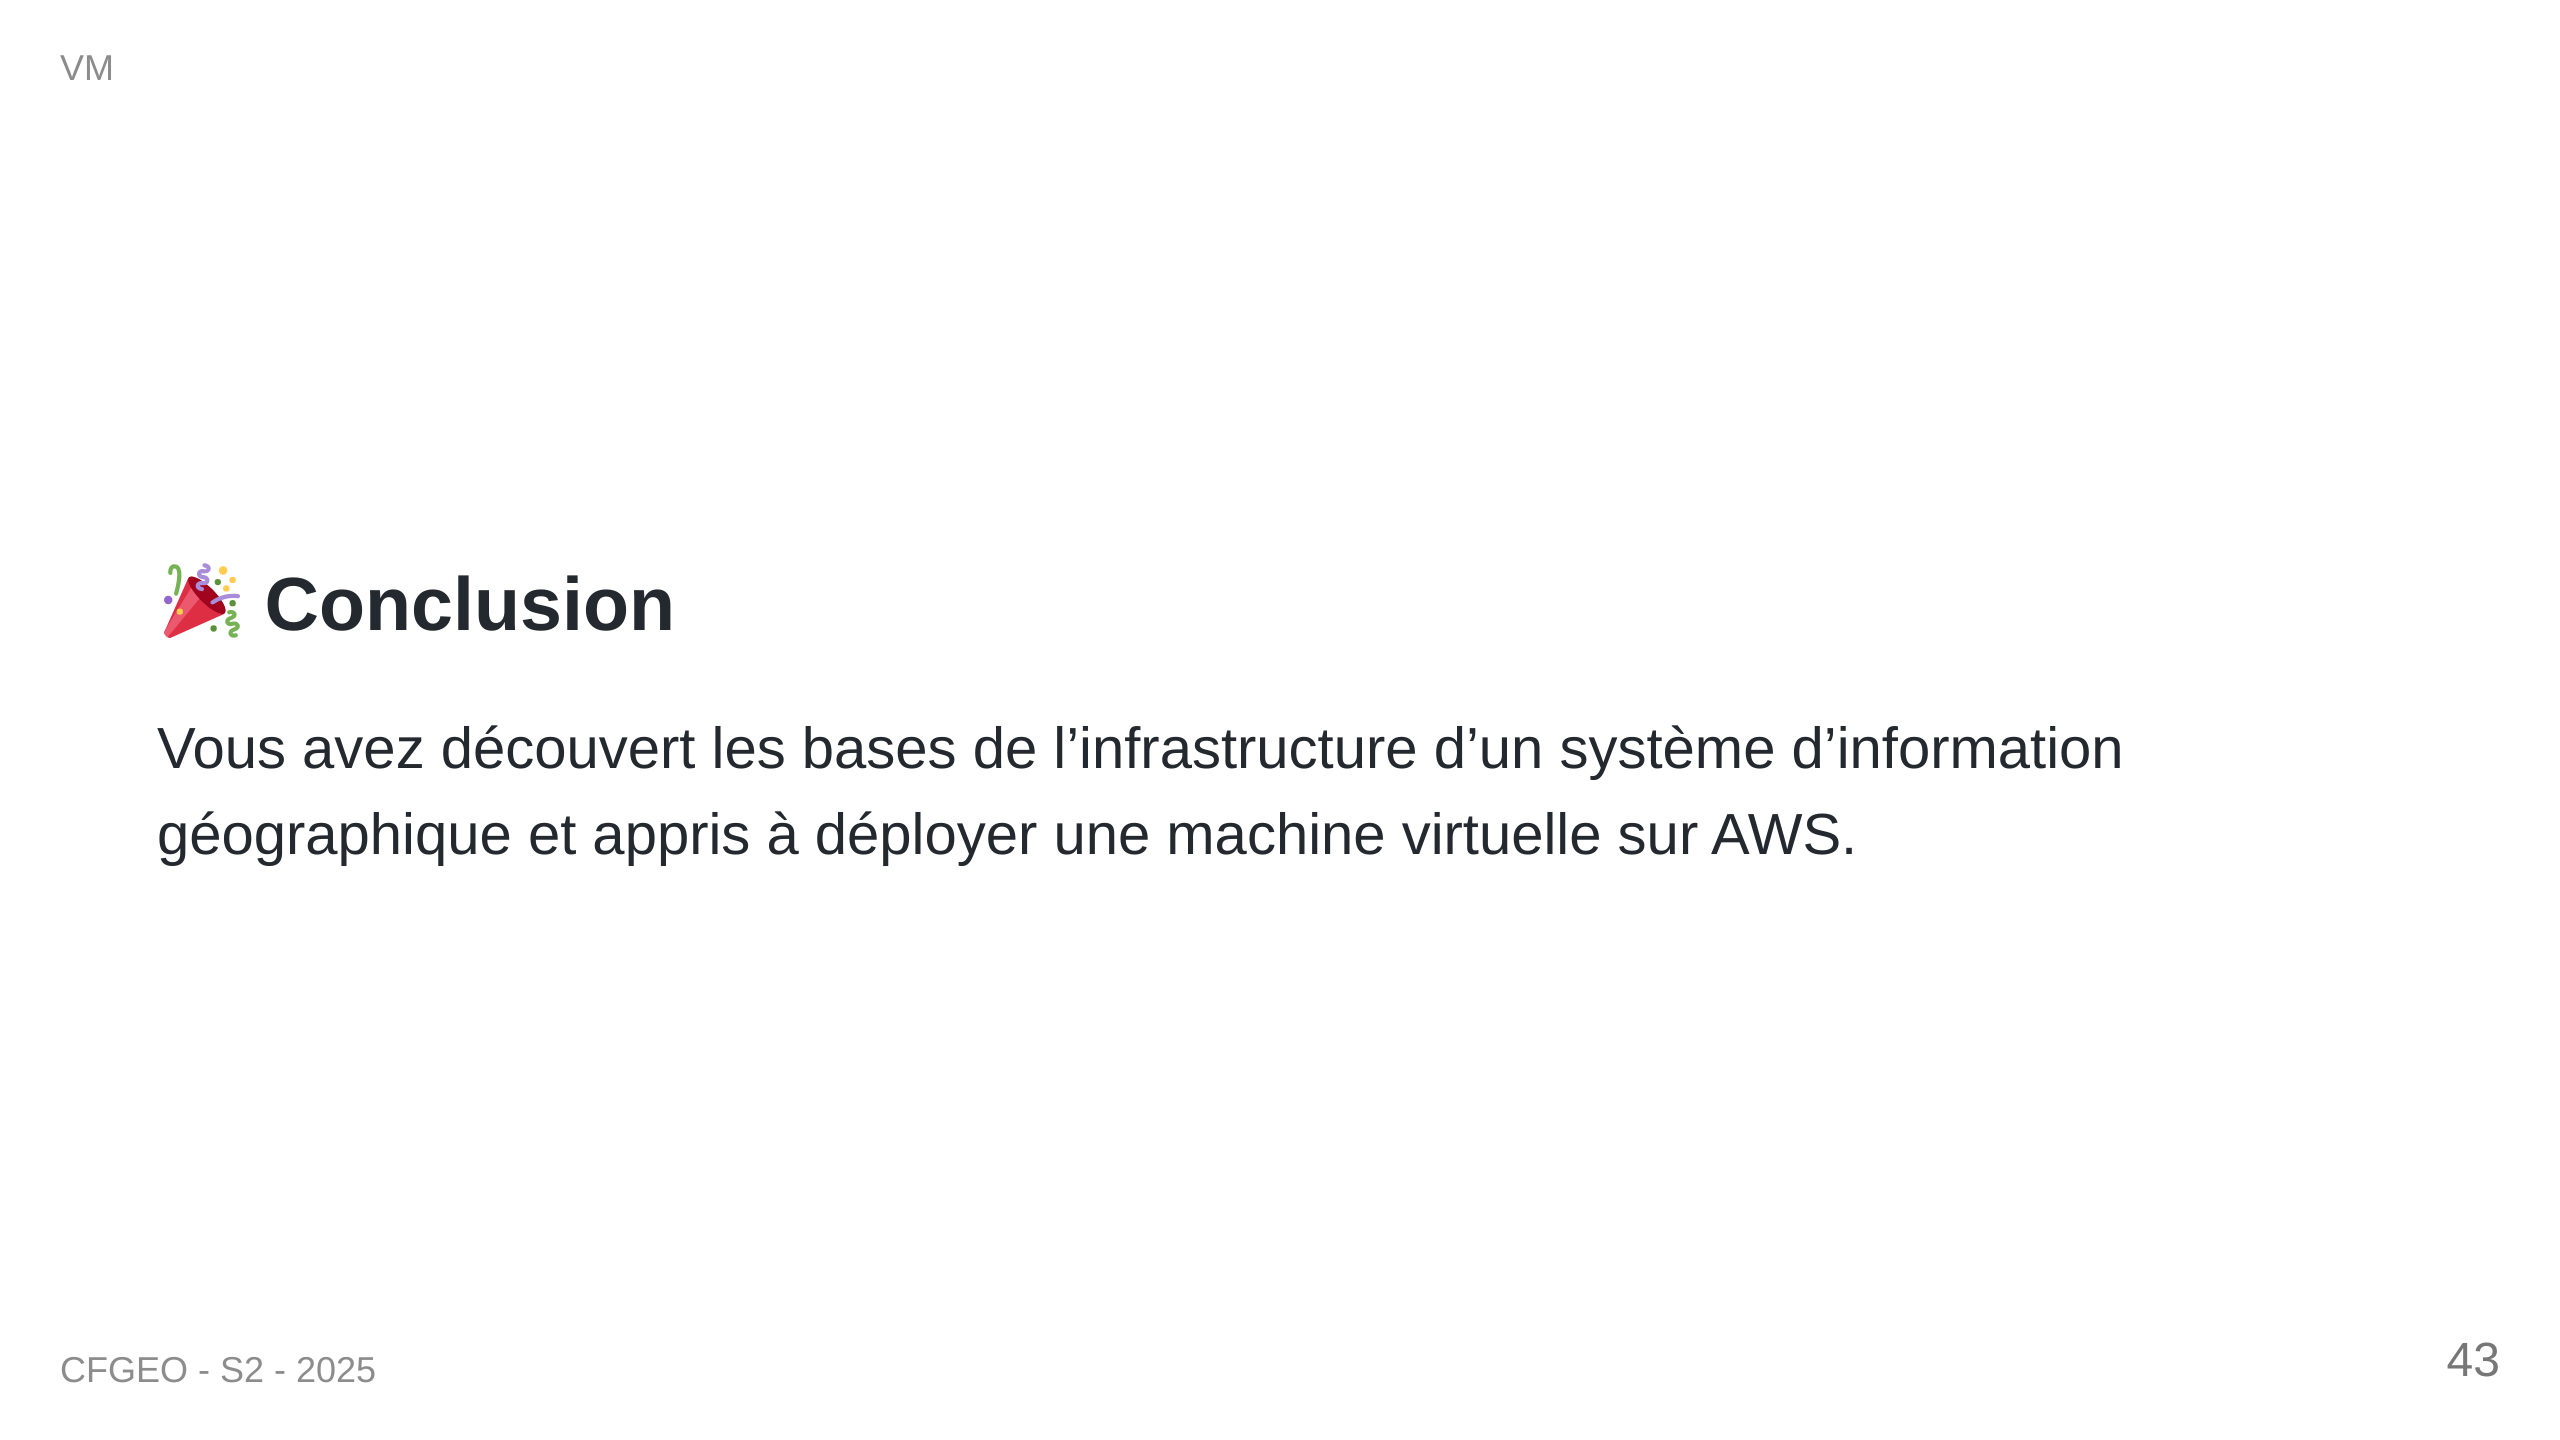 VM
🎉 Conclusion
Vous avez découvert les bases de l’infrastructure d’un système d’information
géographique et appris à déployer une machine virtuelle sur AWS.
CFGEO - S2 - 2025
43